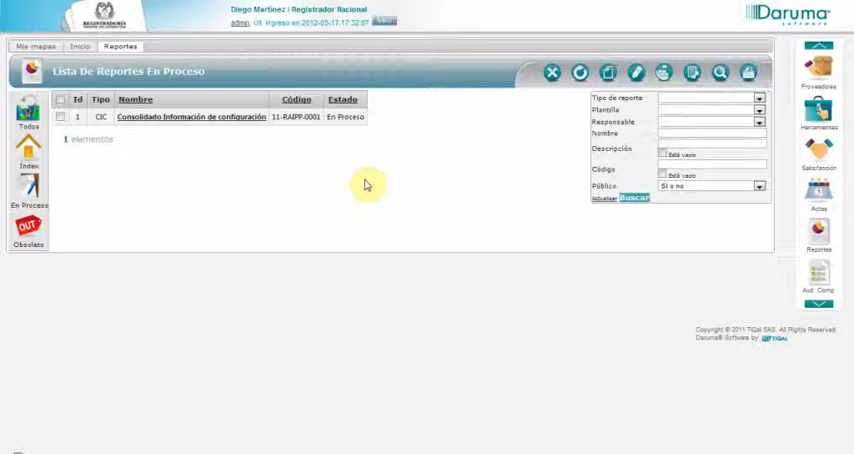 REGISTRADURÍA
Diego Martinez / Registrador Nacional
admin, Últ. ingreso en 2012-03-17 17:32:07
Daruma
software
Mis mapas Inicio Reportes
Lista De Reportes En Proceso
Todos
Índex
En Proceso
OUT
Obsoleto
Id Tipo Nombre Código Estado
1 CIC Consolidado Información de configuración 11-RAIPP-0001 En Proceso
1 elementos
Tipo de reporte
Plantilla
Responsable
Nombre
Descripción
Está vacío
Código
Está vacío
Público Si o no
Actualizar Buscar
Proveedores
Herramientas
Satisfacción
Actas
Reportes
Aud. Comp
Copyright © 2011 TiQal SAS. All Rights Reserved.
Daruma® Software by TiQAL